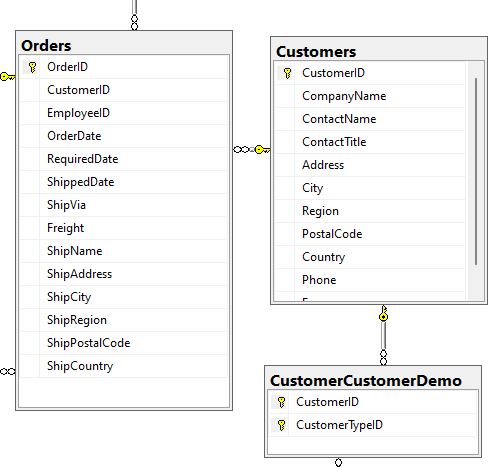 Orders
OrderID
CustomerID
EmployeeID
OrderDate
RequiredDate
ShippedDate
ShipVia
Freight
ShipName
ShipAddress
ShipCity
ShipRegion
ShipPostalCode
ShipCountry
Customers
CustomerID
CompanyName
ContactName
ContactTitle
Address
City
Region
PostalCode
Country
Phone
CustomerCustomerDemo
CustomerID
CustomerTypeID